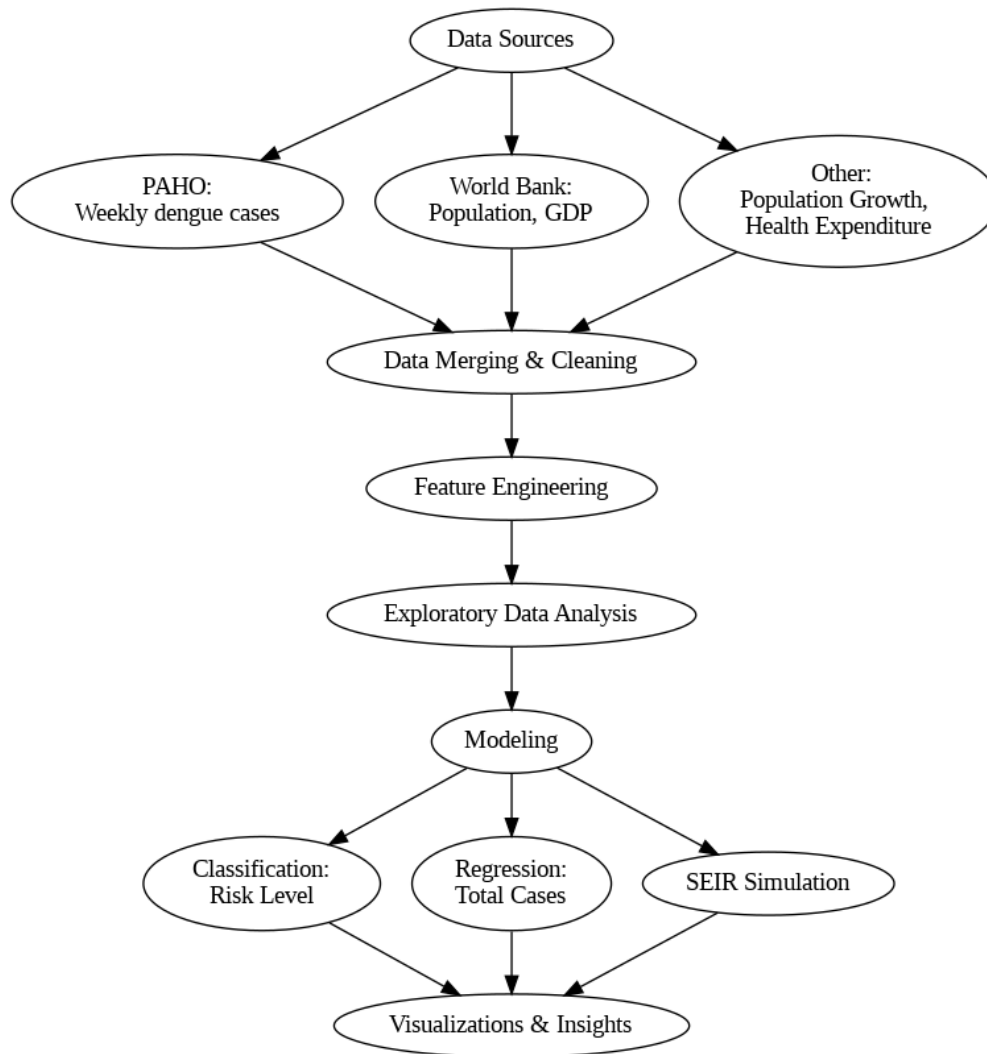 Data Sources
PAHO:
Weekly dengue cases
World Bank:
Population, GDP
Other:
Population Growth,
Health Expenditure
Data Merging & Cleaning
Feature Engineering
Exploratory Data Analysis
Modeling
Classification:
Risk Level
Regression:
Total Cases
SEIR Simulation
Visualizations & Insights